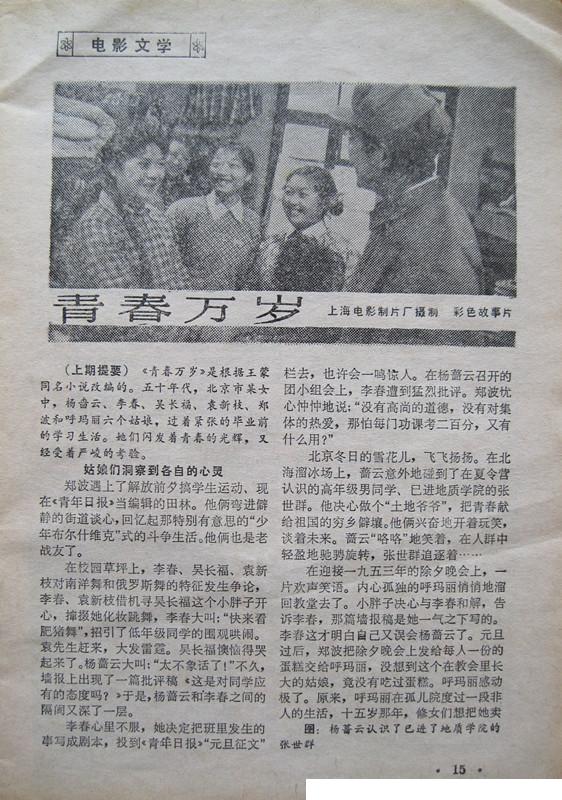 电影文学
青春万岁
上海电影制片厂摄制 彩色故事片
(上期提要)《青春万岁》是根据王蒙
同名小说改编的。五十年代,北京市某女
中,杨蔷云、李春、吴长福、袁新枝、郑
波和呼玛丽六个姑娘,过着紧张的毕业前
的学习生活。她们闪发着青春的光辉,又
经受着严峻的考验。
姑娘们洞察到各自的心灵
郑波遇上了解放前夕搞学生运动、现
在《青年日报》当编辑的田林。他俩弯进僻
静的街道谈心,回忆起那特别有意思的“少
年布尔什维克”式的斗争生活。他俩也是老
战友了。
在校园草坪上,李春、吴长福、袁新
枝对南洋舞和俄罗斯舞的特征发生争论,
李春、袁新枝借机寻吴长福这个小胖子开
心,撺掇她化妆跳舞,李春大叫:“快来看
肥猪舞”,招引了低年级同学的围观哄闹。
袁先生赶来,大发雷霆。吴长福懊恼得哭
起来了。杨蔷云大叫:“太不象话了!”不久,
墙报上出现了一篇批评稿《这是对同学应
有的态度吗?》于是,杨蔷云和李春之间的
隔阂又深了一层。
李春心里不服,她决定把班里发生的
事写成剧本,投到《青年日报》“元旦征文”
栏去,也许会一鸣惊人。在杨蔷云召开的
团小组会上,李春遭到猛烈批评。郑波忧
心忡忡地说:“没有高尚的道德,没有对集
体的热爱,那怕每门功课考二百分,又有
什么用?”
北京冬日的雪花儿,飞飞扬扬。在北
海溜冰场上,蔷云意外地碰到了在夏令营
认识的高年级男同学、已进地质学院的张
世群。他决心做个“土地爷爷”,把青春献
给祖国的穷乡僻壤。他俩兴奋地开着玩笑,
谈着未来。蔷云“咯咯”地笑着,在人群中
轻盈地驰骋旋转,张世群追逐着……
在迎接一九五三年的除夕晚会上,一
片欢声笑语。内心孤独的呼玛丽悄悄地溜
回教堂去了。小胖子决心与李春和解,告
诉李春,那篇墙报稿是她一气之下写的。
李春这才明白自己又误会杨蔷云了。元旦
过后,郑波把除夕晚会上发给每人一份的
蛋糕交给呼玛丽,没想到这个在教会里长
大的姑娘,竟没有吃过蛋糕。呼玛丽感动
极了。原来,呼玛丽在孤儿院度过一段非
人的生活,十五岁那年,修女们想把她卖
图:杨蔷云认识了已进了地质学院的
张世群
· 15 ·